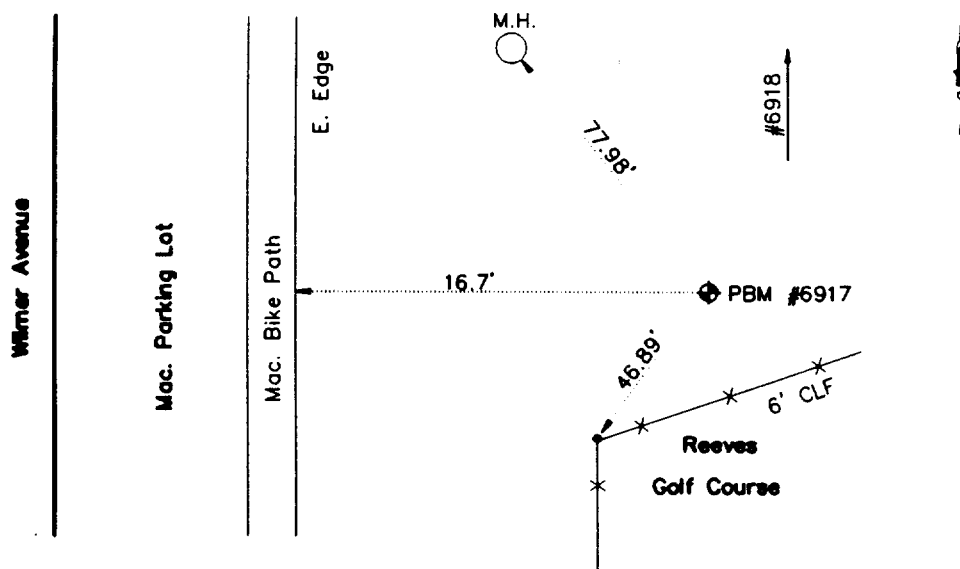 M.H.
E. Edge
77.98'
#6918
Wilmer Avenue
Mac. Parking Lot
Mac. Bike Path
16.7'
PBM #6917
46.89'
6' CLF
Reeves
Golf Course